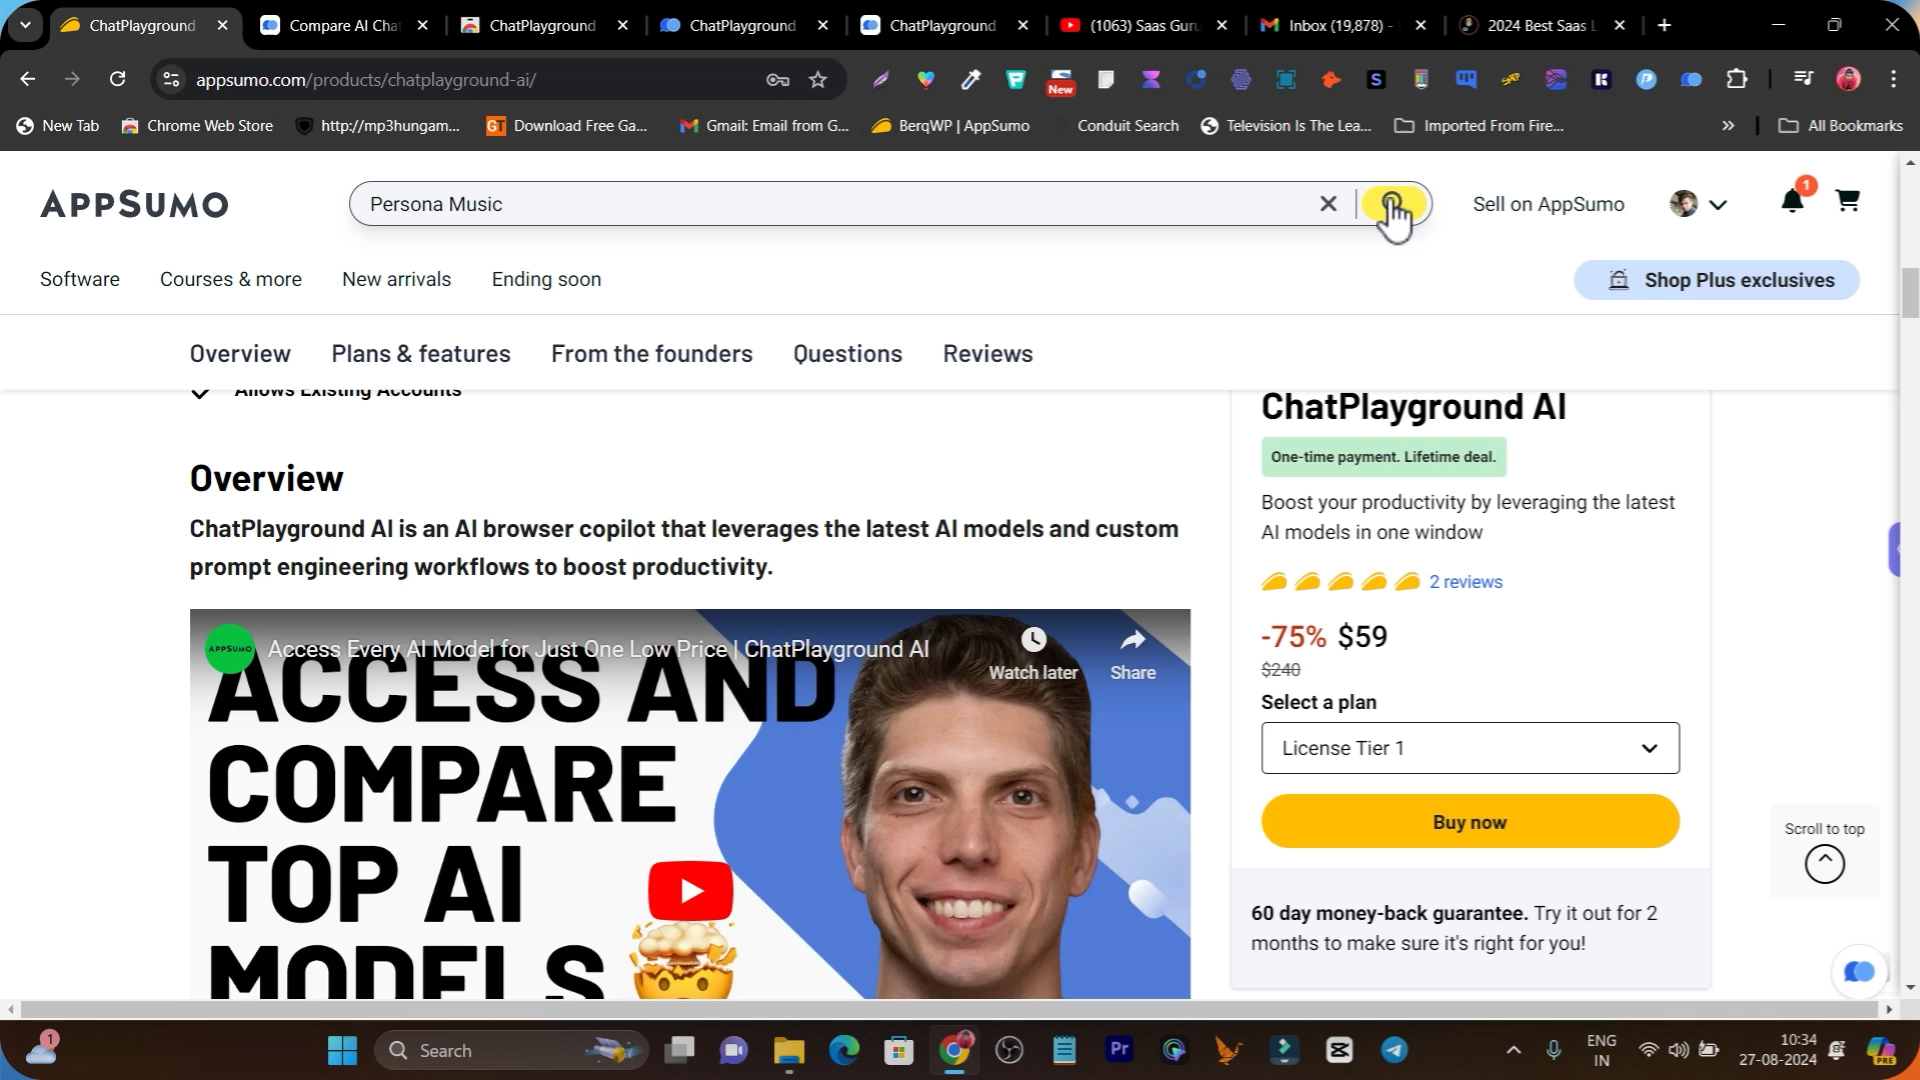 ChatPlayground
Compare AI Cha
ChatPlayground
ChatPlayground
ChatPlayground
(1063) Saas Guru
Inbox (19,878) -
2024 Best Saas L
appsumo.com/products/chatplayground-ai/
New
New Tab
Chrome Web Store
http://mp3hungam...
GT
Download Free Ga...
Gmail: Email from G...
BerqWP | AppSumo
Conduit Search
Television Is The Lea...
Imported From Fire...
All Bookmarks
APPSUMO
Persona Music
Sell on AppSumo
1
Software
Courses & more
New arrivals
Ending soon
Shop Plus exclusives
Overview
Plans & features
From the founders
Questions
Reviews
Allows Existing Accounts
Overview
ChatPlayground AI is an AI browser copilot that leverages the latest AI models and custom
prompt engineering workflows to boost productivity.
APPSUMO
Access Every AI Model for Just One Low Price | ChatPlayground AI
Watch later
Share
ACCESS AND
COMPARE
TOP AI
MODELS
ChatPlayground AI
One-time payment. Lifetime deal.
Boost your productivity by leveraging the latest
AI models in one window
2 reviews
-75% $59
$240
Select a plan
License Tier 1
Buy now
60 day money-back guarantee. Try it out for 2
months to make sure it's right for you!
Scroll to top
1
Search
Pr
ENG
IN
10:34
27-08-2024
PRE